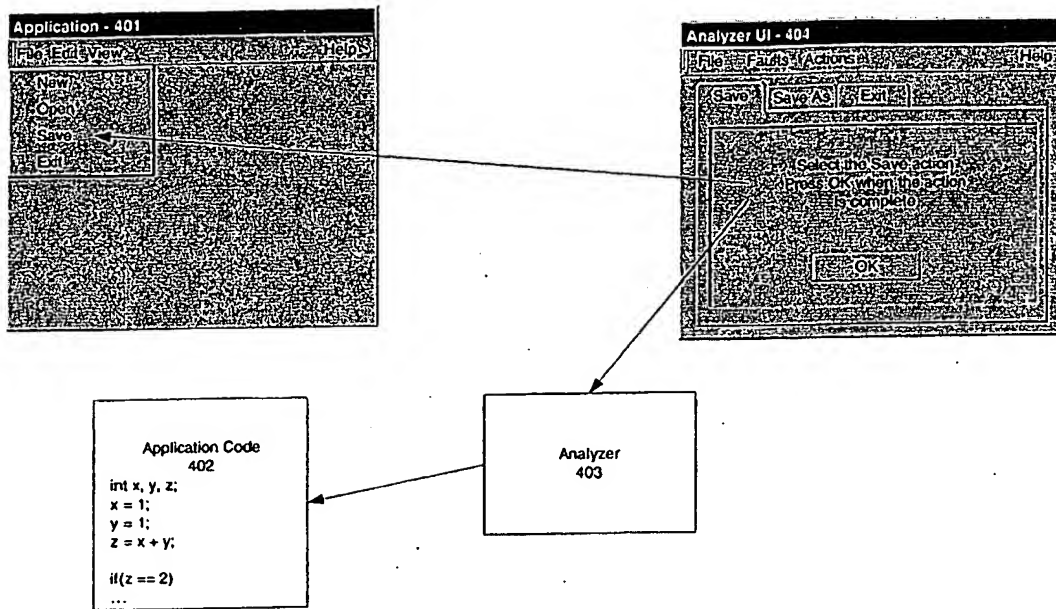 Application - 401
File Edit View Help
New
Open
Save
Exit
Analyzer UI - 404
File Faults Actions Help
Save Save As Exit
Select the Save action
Press OK when the action
is complete
OK
Application Code
402
int x, y, z;
x = 1;
y = 1;
z = x + y;
if(z == 2)
...
Analyzer
403